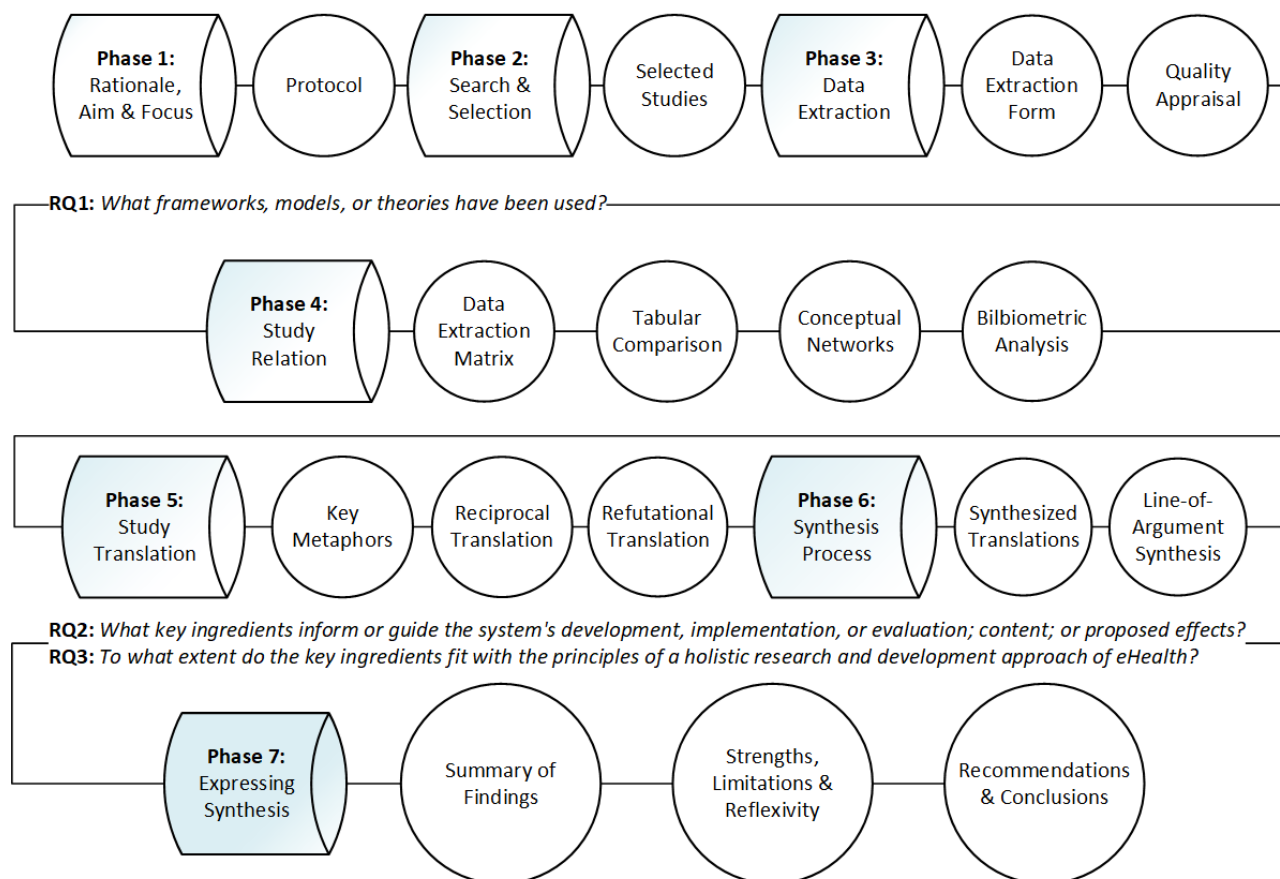 Phase 1:
Rationale,
Aim & Focus
Protocol
Phase 2:
Search &
Selection
Selected
Studies
Phase 3:
Data
Extraction
Data
Extraction
Form
Quality
Appraisal
RQ1: What frameworks, models, or theories have been used?
Phase 4:
Study
Relation
Data
Extraction
Matrix
Tabular
Comparison
Conceptual
Networks
Bilbiometric
Analysis
Phase 5:
Study
Translation
Key
Metaphors
Reciprocal
Translation
Refutational
Translation
Phase 6:
Synthesis
Process
Synthesized
Translations
Line-of-
Argument
Synthesis
RQ2: What key ingredients inform or guide the system's development, implementation, or evaluation; content; or proposed effects?
RQ3: To what extent do the key ingredients fit with the principles of a holistic research and development approach of eHealth?
Phase 7:
Expressing
Synthesis
Summary of
Findings
Strengths,
Limitations &
Reflexivity
Recommendations
& Conclusions